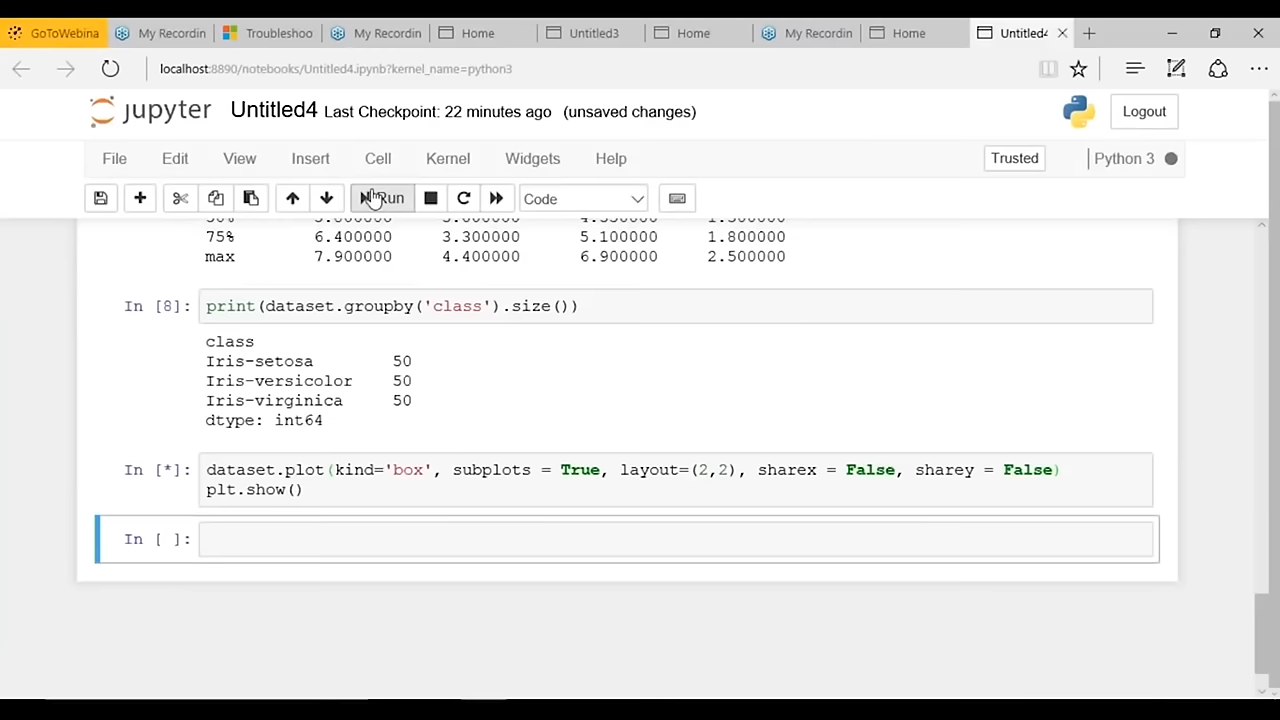 GoToWebina My Recordin Troubleshoo My Recordin Home Untitled3 Home My Recordin Home Untitled4
localhost:8890/notebooks/Untitled4.ipynb?kernel_name=python3
jupyter Untitled4 Last Checkpoint: 22 minutes ago (unsaved changes) Logout
File Edit View Insert Cell Kernel Widgets Help Trusted Python 3
Run Code
75% 6.400000 3.300000 5.100000 1.800000
max 7.900000 4.400000 6.900000 2.500000
In [8]: print(dataset.groupby('class').size())
class
Iris-setosa 50
Iris-versicolor 50
Iris-virginica 50
dtype: int64
In [*]: dataset.plot(kind='box', subplots = True, layout=(2,2), sharex = False, sharey = False)
plt.show()
In [ ]: